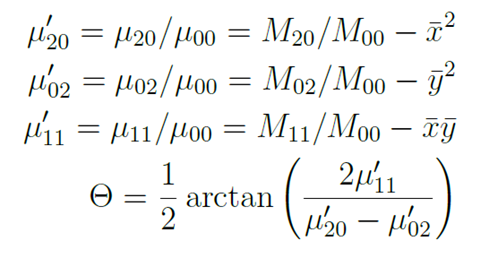 μ′₂₀ = μ₂₀/μ₀₀ = M₂₀/M₀₀ − x̄²
μ′₀₂ = μ₀₂/μ₀₀ = M₀₂/M₀₀ − ȳ²
μ′₁₁ = μ₁₁/μ₀₀ = M₁₁/M₀₀ − x̄ȳ
Θ = 1/2 arctan (2μ′₁₁ / (μ′₂₀ − μ′₀₂))